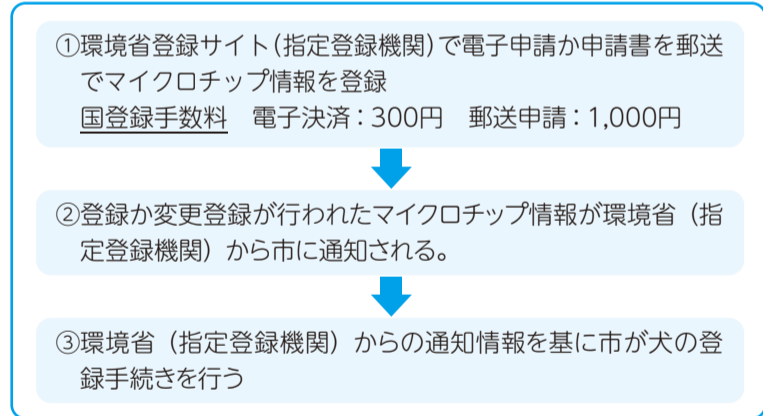 ①環境省登録サイト(指定登録機関)で電子申請か申請書を郵送
でマイクロチップ情報を登録
国登録手数料　電子決済：300円　郵送申請：1,000円
②登録か変更登録が行われたマイクロチップ情報が環境省（指
定登録機関）から市に通知される。
③環境省（指定登録機関）からの通知情報を基に市が犬の登
録手続きを行う